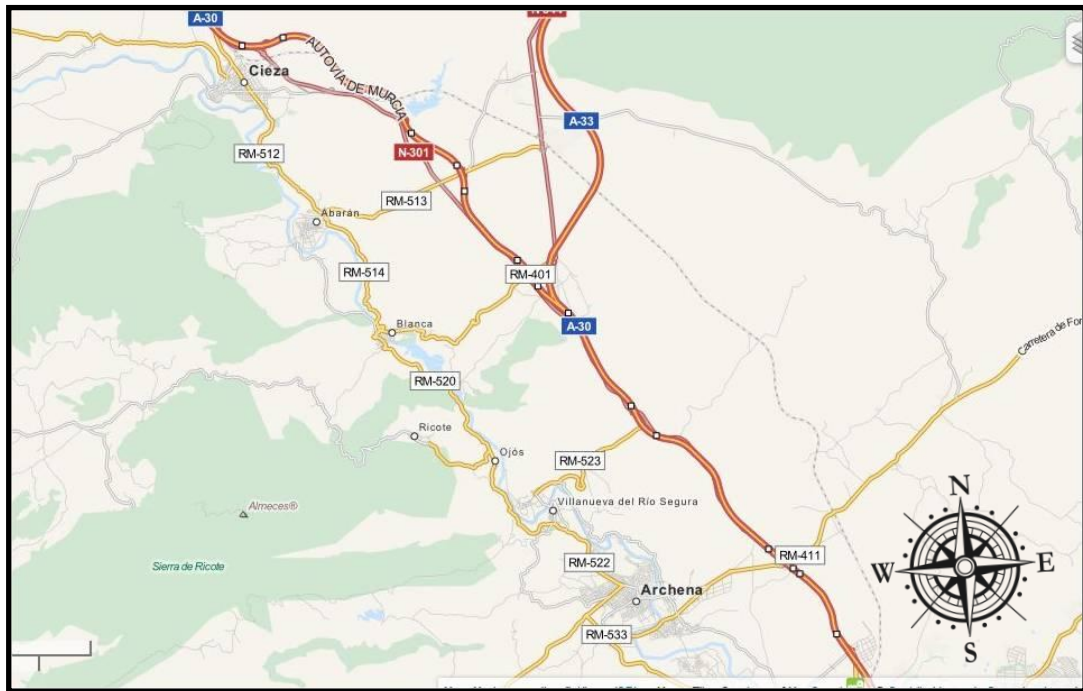 A-30
Cieza
AUTOVIA DE MURCIA
A-33
RM-512
N-301
RM-513
Abarán
RM-514
RM-401
Blanca
A-30
Carretera de For
RM-520
Ricote
Ojós
RM-523
Almeces®
Villanueva del Río Segura
N
W
E
S
RM-411
Sierra de Ricote
RM-522
Archena
RM-533